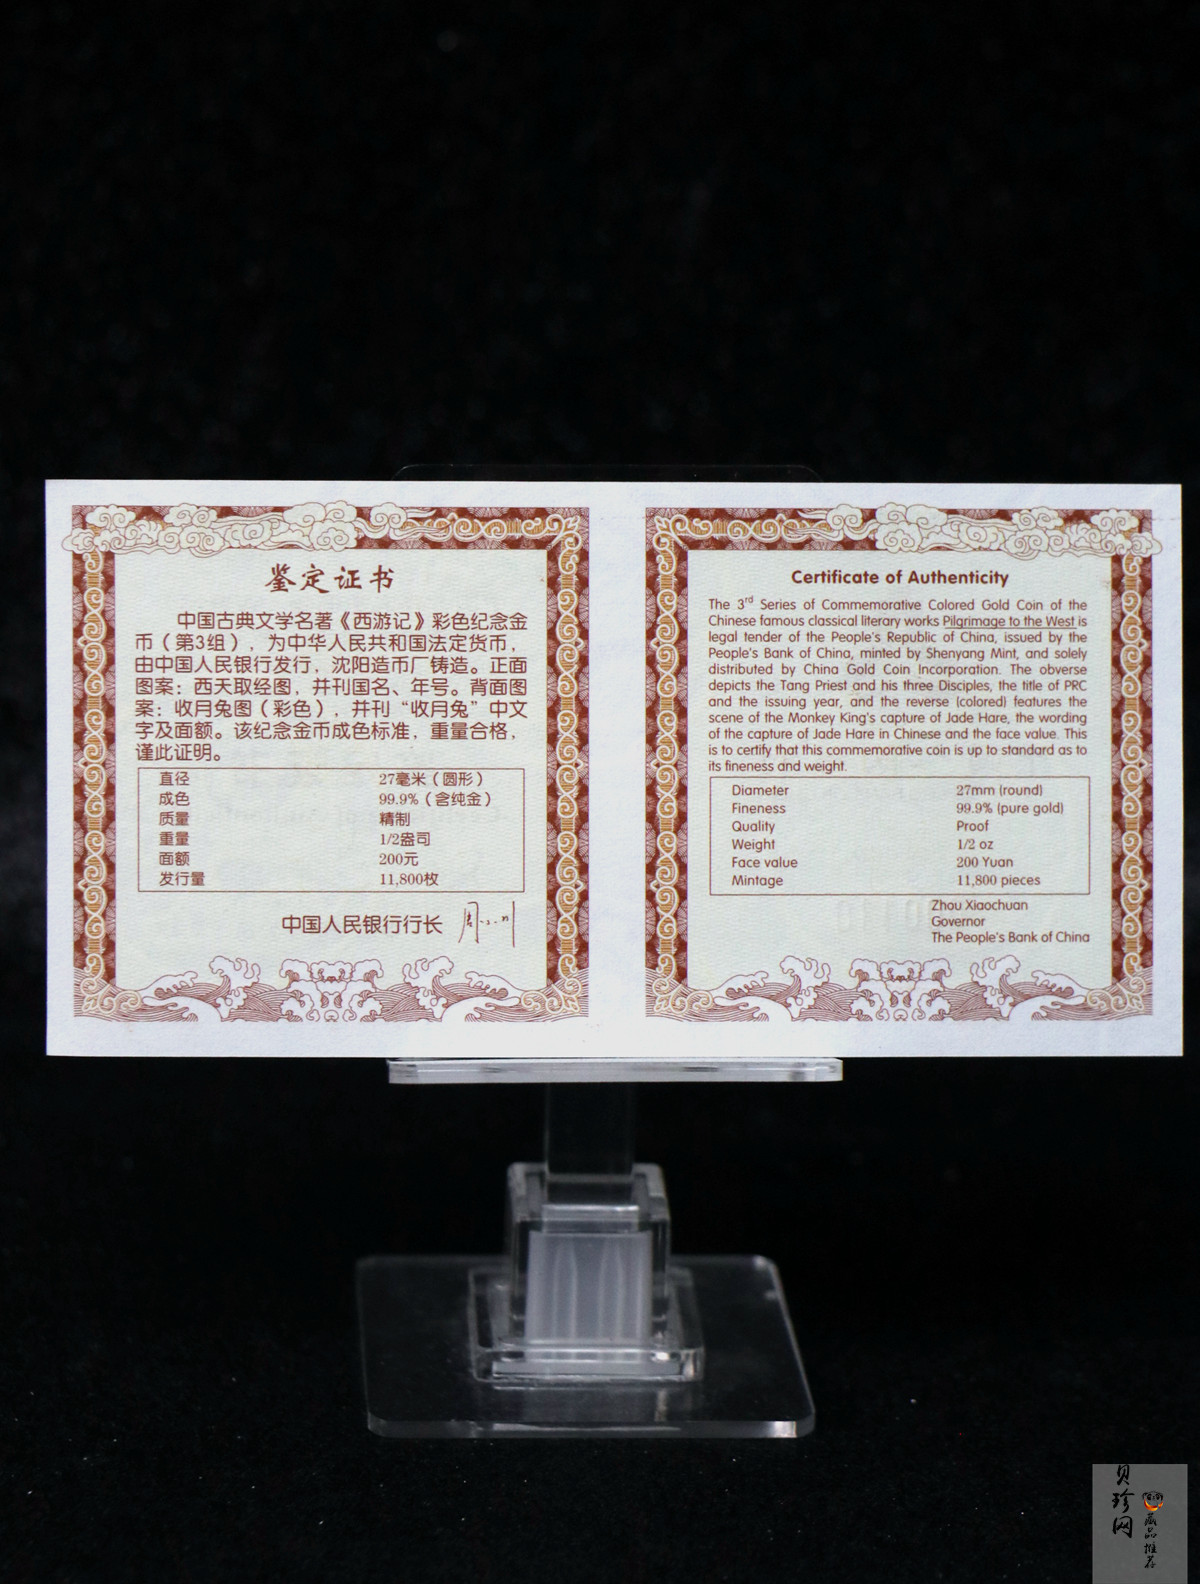 鉴定证书
中国古典文学名著《西游记》彩色纪念金
币（第3组），为中华人民共和国法定货币，
由中国人民银行发行，沈阳造币厂铸造。正面
图案：西天取经图，并刊国名、年号。背面图
案：收月兔图（彩色），并刊“收月兔”中文
字及面额。该纪念金币成色标准，重量合格，
谨此证明。
直径 27毫米（圆形）
成色 99.9%（含纯金）
质量 精制
重量 1/2盎司
面额 200元
发行量 11,800枚
中国人民银行行长
Certificate of Authenticity
The 3rd Series of Commemorative Colored Gold Coin of the
Chinese famous classical literary works Pilgrimage to the West is
legal tender of the People's Republic of China, issued by the
People's Bank of China, minted by Shenyang Mint, and solely
distributed by China Gold Coin Incorporation. The obverse
depicts the Tang Priest and his three Disciples, the title of PRC
and the issuing year, and the reverse (colored) features the
scene of the Monkey King's capture of Jade Hare, the wording
of the capture of Jade Hare in Chinese and the face value. This
is to certify that this commemorative coin is up to standard as to
its fineness and weight.
Diameter 27mm (round)
Fineness 99.9% (pure gold)
Quality Proof
Weight 1/2 oz
Face value 200 Yuan
Mintage 11,800 pieces
Zhou Xiaochuan
Governor
The People's Bank of China
贝珍网
藏品推荐